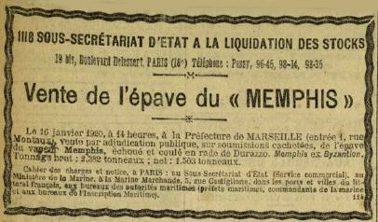 IIIB SOUS-SECRÉTARIAT D'ETAT A LA LIQUIDATION DES STOCKS
19 bis, Boulevard Delessert, PARIS (16e) Téléphone : Passy, 96-45, 98-14, 98-35
Vente de l'épave du « MEMPHIS »
Le 16 janvier 1920, à 14 heures, à la Préfecture de MARSEILLE (entrée 1, rue
Montaux), vente par adjudication publique, sur soumissions cachetées, de l'épave
du vapeur Memphis, échoué et coulé en rade de Durazzo. Memphis ex Byzantion.
Tonnage brut : 2.382 tonneaux ; net : 1.503 tonneaux.
Cahier des charges et notice, à PARIS : au Sous-Secrétariat d'Etat (Service commercial), au
Ministère de la Marine, à la Marine Marchande, 2, rue Castiglione, dans les ports et villes du lit-
toral français, aux bureaux des autorités maritimes (préfets maritimes, commandants de la marine
et aux bureaux de l'Inscription Maritime).